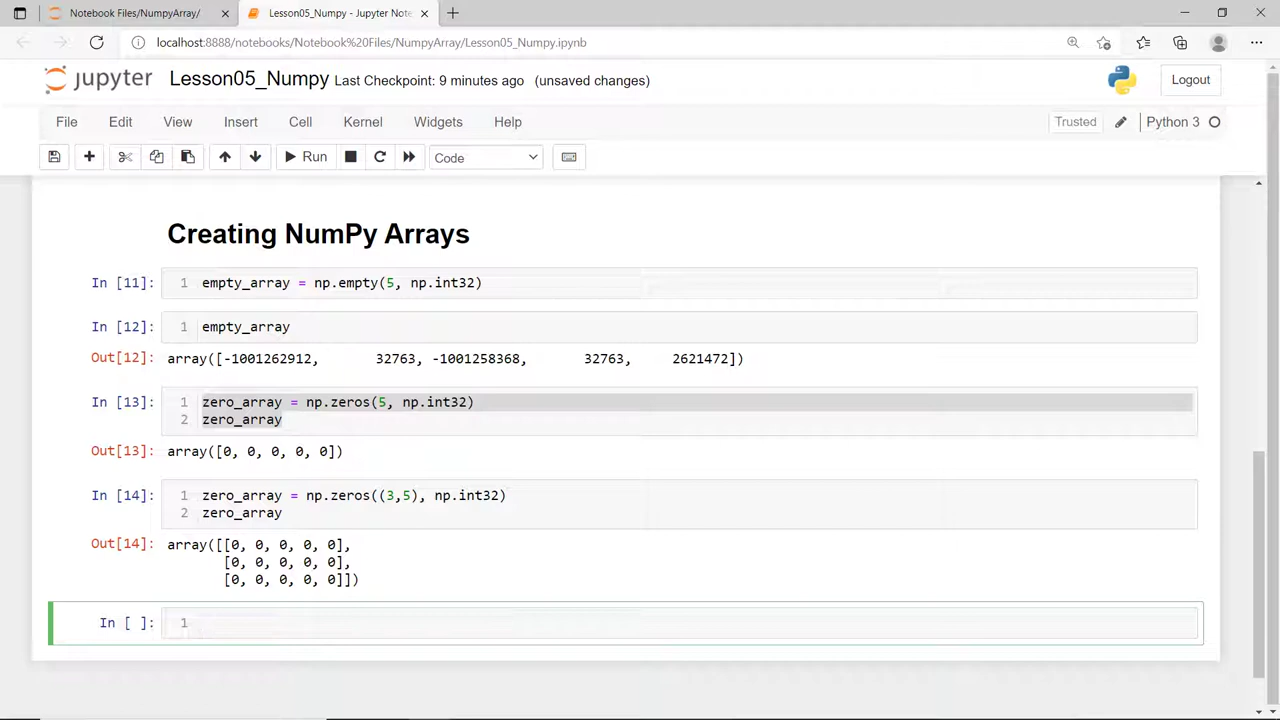 Notebook Files/NumpyArray/
Lesson05_Numpy - Jupyter Note
localhost:8888/notebooks/Notebook%20Files/NumpyArray/Lesson05_Numpy.ipynb
jupyter Lesson05_Numpy Last Checkpoint: 9 minutes ago (unsaved changes) Logout
File Edit View Insert Cell Kernel Widgets Help Trusted Python 3
Run Code
Creating NumPy Arrays
In [11]: 1 empty_array = np.empty(5, np.int32)
In [12]: 1 empty_array
Out[12]: array([-1001262912, 32763, -1001258368, 32763, 2621472])
In [13]: 1 zero_array = np.zeros(5, np.int32)
2 zero_array
Out[13]: array([0, 0, 0, 0, 0])
In [14]: 1 zero_array = np.zeros((3,5), np.int32)
2 zero_array
Out[14]: array([[0, 0, 0, 0, 0],
[0, 0, 0, 0, 0],
[0, 0, 0, 0, 0]])
In [ ]: 1